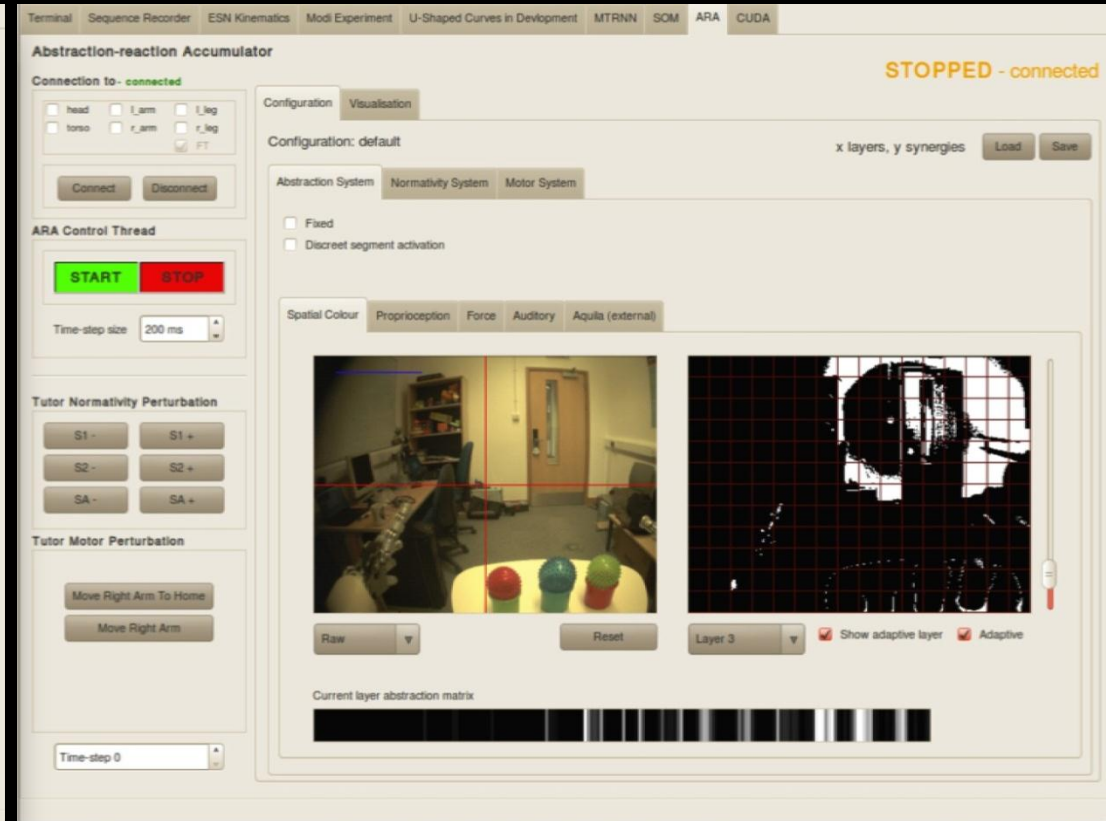 Terminal Sequence Recorder ESN Kinematics Modi Experiment U-Shaped Curves in Devlopment MTRNN SOM ARA CUDA
Abstraction-reaction Accumulator
STOPPED - connected
Connection to- connected
head l_arm l_leg
torso r_arm r_leg
FT
Connect Disconnect
ARA Control Thread
START STOP
Time-step size 200 ms
Tutor Normativity Perturbation
S1 - S1 +
S2 - S2 +
SA - SA +
Tutor Motor Perturbation
Move Right Arm To Home
Move Right Arm
Time-step 0
Configuration Visualisation
Configuration: default
x layers, y synergies Load Save
Abstraction System Normativity System Motor System
Fixed
Discreet segment activation
Spatial Colour Proprioception Force Auditory Aquila (external)
Raw Reset Layer 3 Show adaptive layer Adaptive
Current layer abstraction matrix